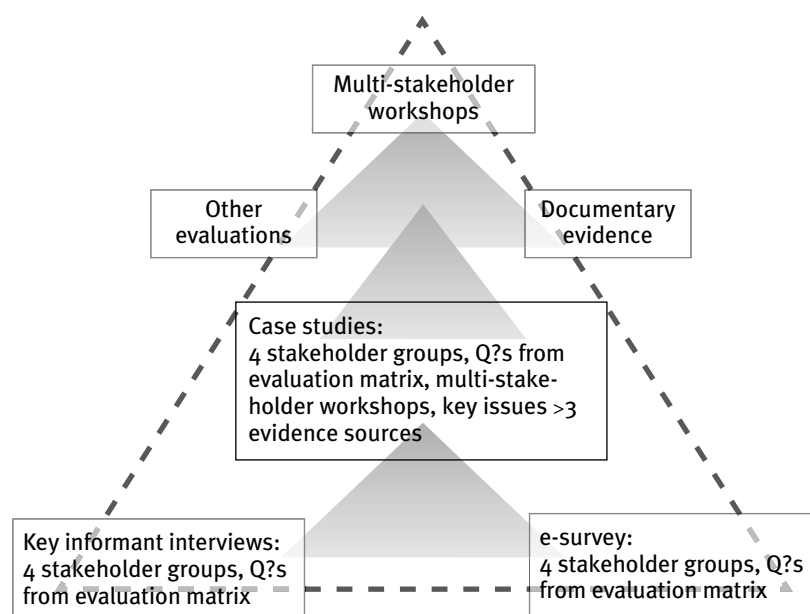 Multi-stakeholder
workshops
Other
evaluations
Documentary
evidence
Case studies:
4 stakeholder groups, Q?s from
evaluation matrix, multi-stake-
holder workshops, key issues >3
evidence sources
Key informant interviews:
4 stakeholder groups, Q?s
from evaluation matrix
e-survey:
4 stakeholder groups, Q?s
from evaluation matrix